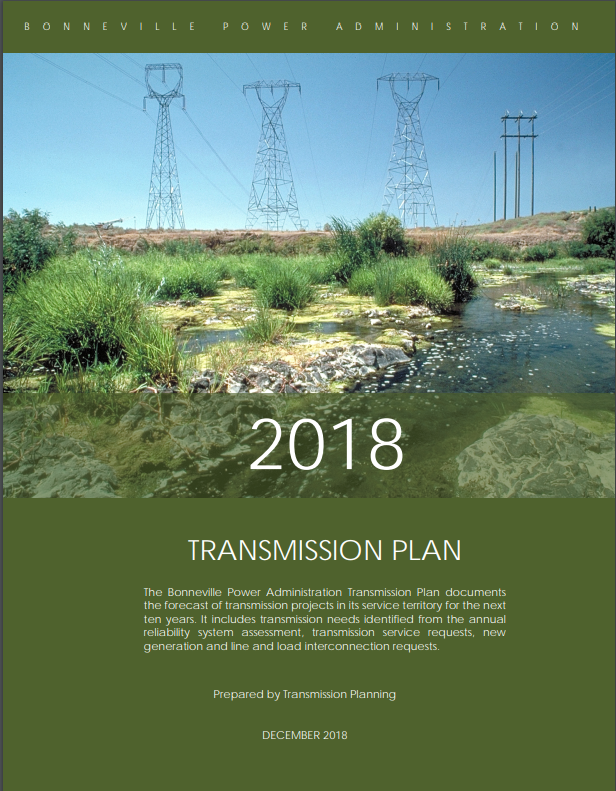 BONNEVILLE POWER ADMINISTRATION
2018
TRANSMISSION PLAN
The Bonneville Power Administration Transmission Plan documents
the forecast of transmission projects in its service territory for the next
ten years. It includes transmission needs identified from the annual
reliability system assessment, transmission service requests, new
generation and line and load interconnection requests.
Prepared by Transmission Planning
DECEMBER 2018